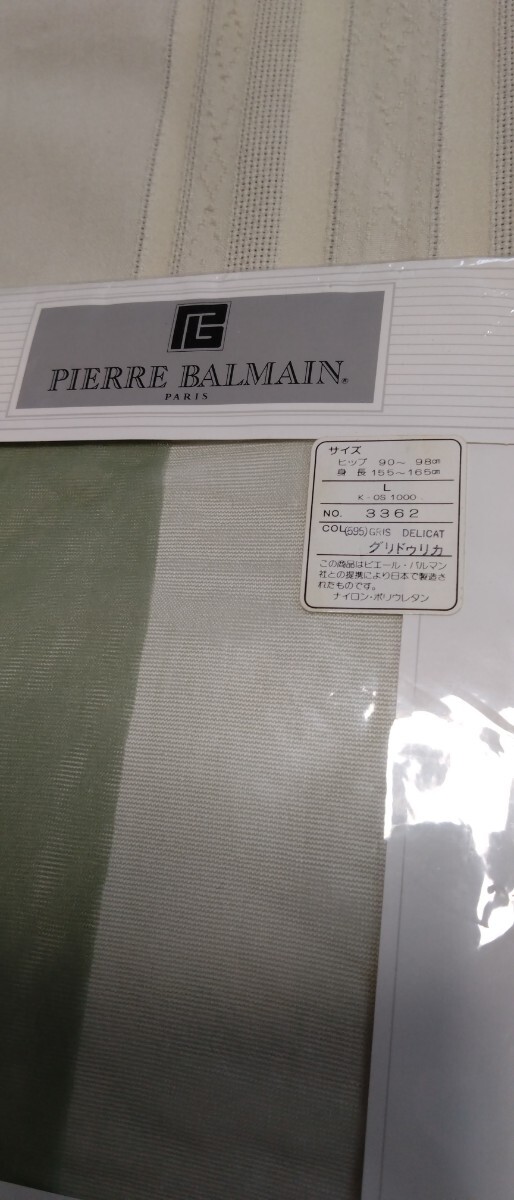 PIERRE BALMAIN®
PARIS
サイズ
ヒップ 90～ 98㎝
身 長 155～165㎝
L
K-OS 1000
NO. 3362
COL(595)GRIS DELICAT
グリドゥリカ
この商品はピエール・バルマン
社との提携により日本で製造さ
れたものです。
ナイロン・ポリウレタン